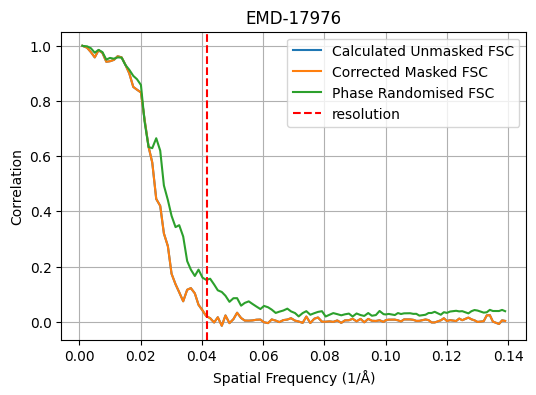 EMD-17976
Calculated Unmasked FSC
Corrected Masked FSC
Phase Randomised FSC
resolution
Correlation
1.0
0.8
0.6
0.4
0.2
0.0
0.00 0.02 0.04 0.06 0.08 0.10 0.12 0.14
Spatial Frequency (1/Å)